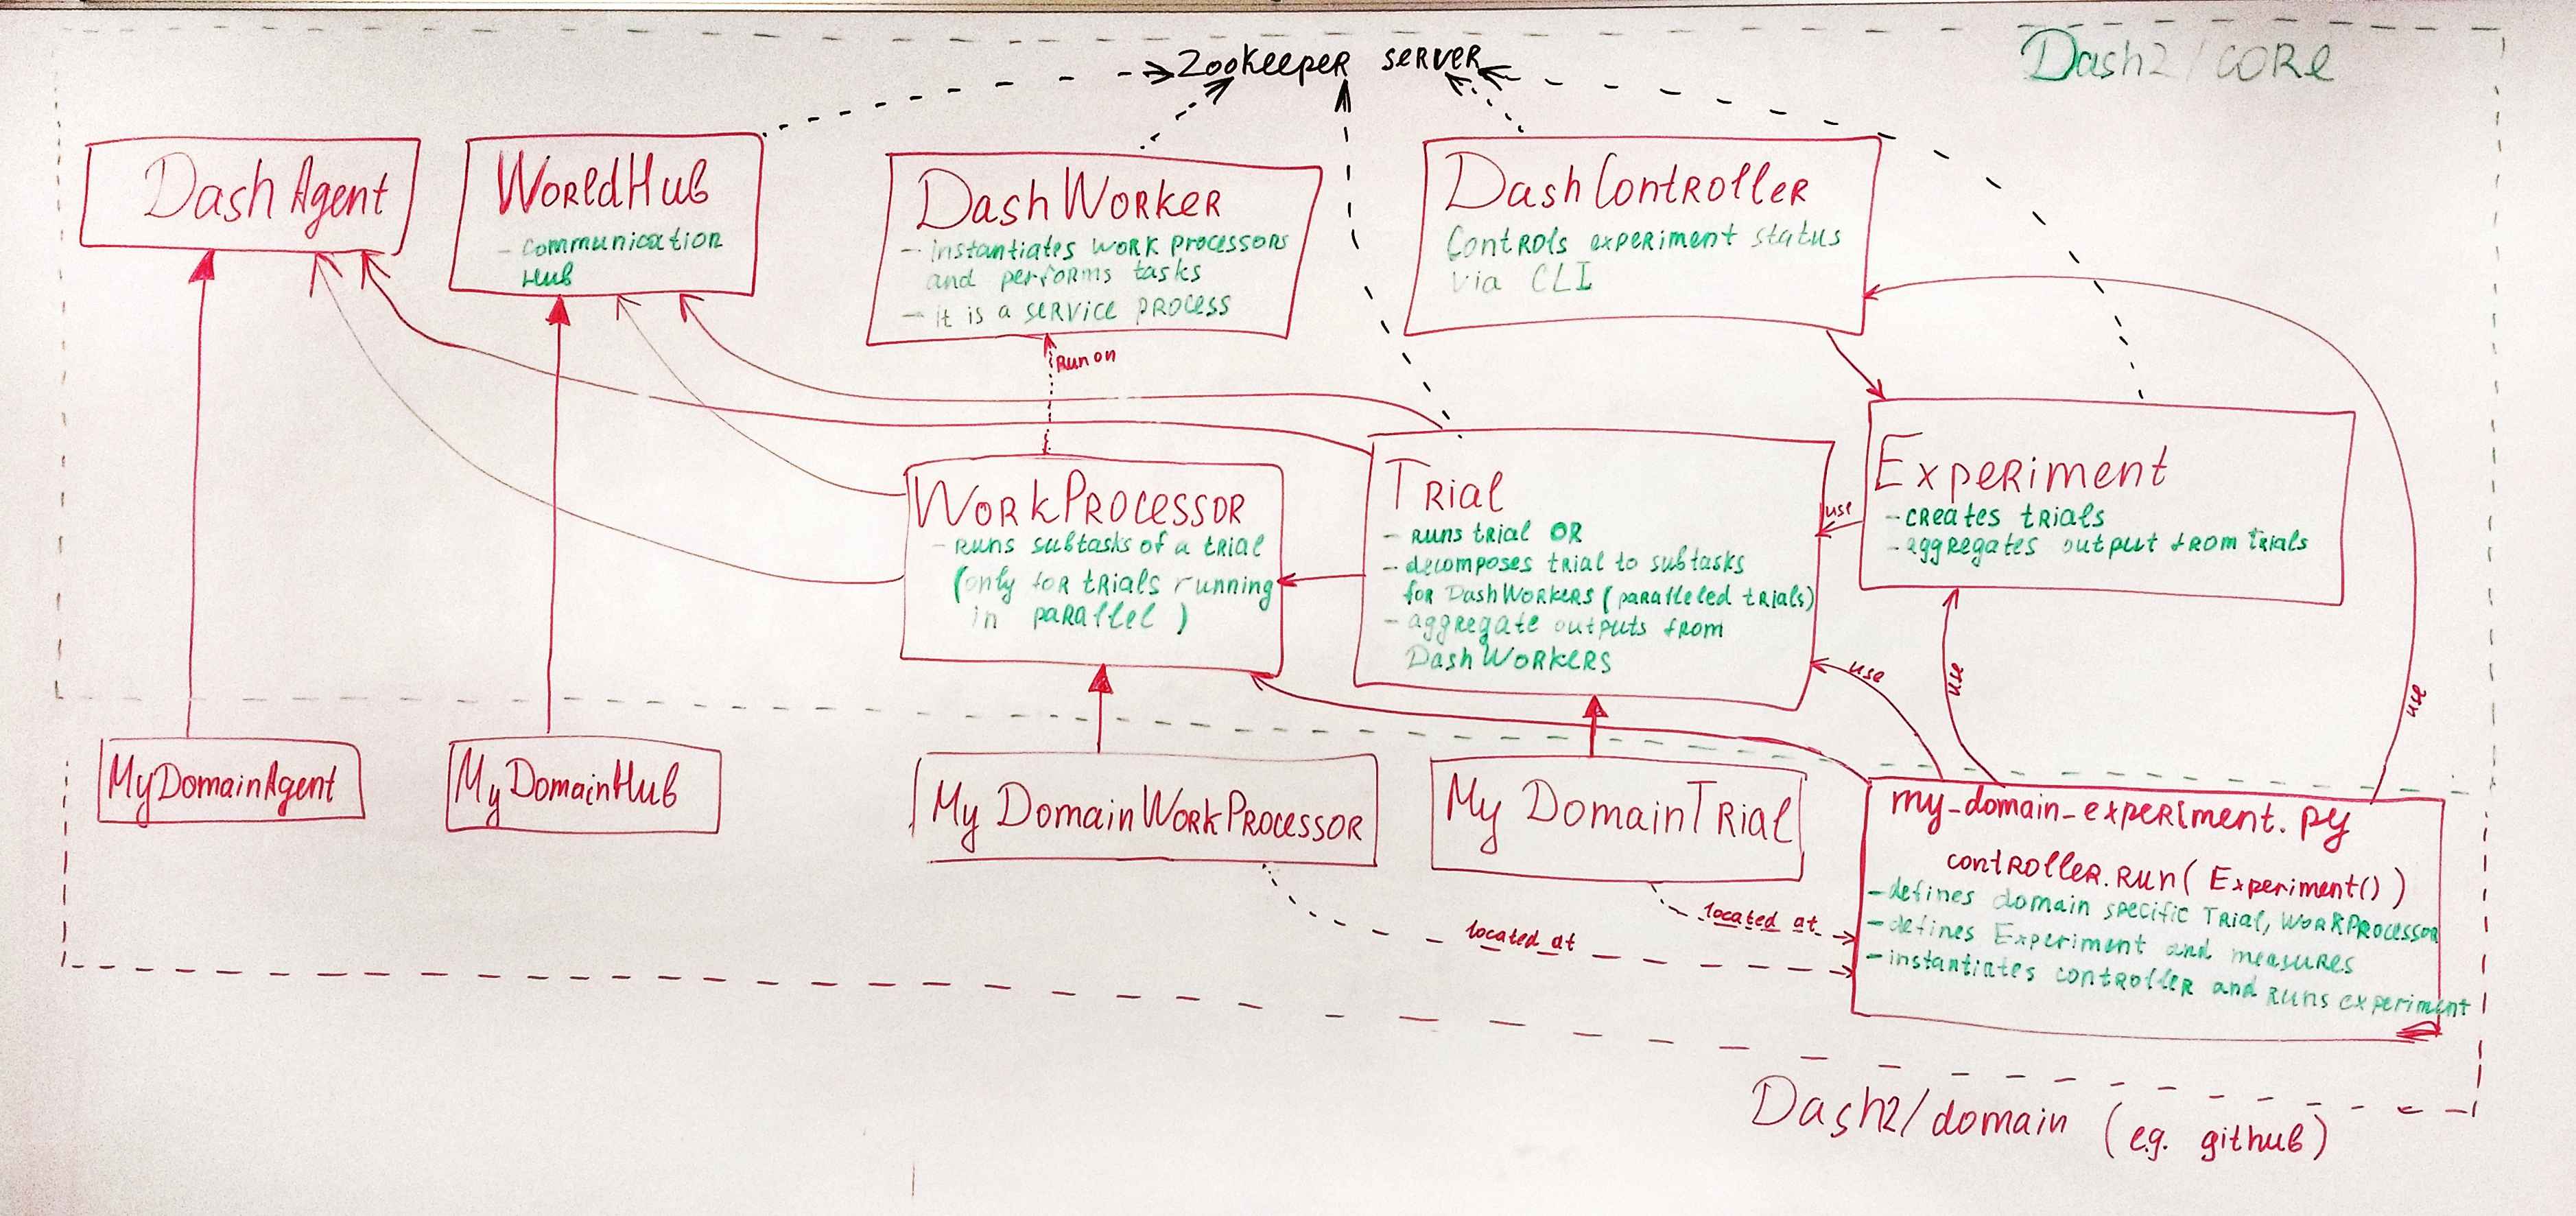 Zookeeper server
Dash2/core
DashAgent
WorldHub
- communication
Hub
DashWorker
- instantiates work processors
and performs tasks
- it is a service process
DashController
Controls experiment status
via CLI
Run on
WorkProcessor
- runs subtasks of a trial
(only for trials running
in parallel)
Trial
- runs trial OR
- decomposes trial to subtasks
for DashWorkers (paralleled trials)
- aggregate outputs from
DashWorkers
use
Experiment
- creates trials
- aggregates output from trials
use
use
use
MyDomainAgent
MyDomainHub
My DomainWorkProcessor
My DomainTrial
my_domain_experiment.py
controller.run( Experiment() )
- defines domain specific Trial, WorkProcessor
- defines Experiment and measures
- instantiates controller and runs experiment
located at
located at
Dash2/domain (e.g. github)